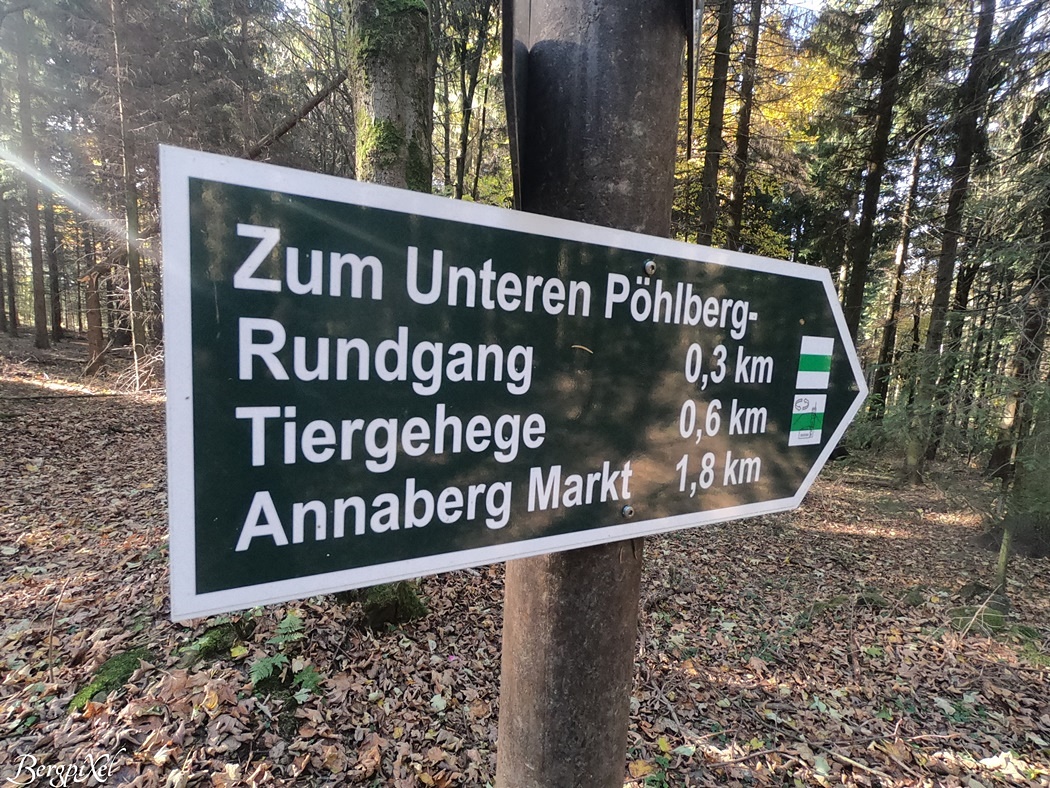 Zum Unteren Pöhlberg-
Rundgang 0,3 km
Tiergehege 0,6 km
Annaberg Markt 1,8 km
BergpiXel